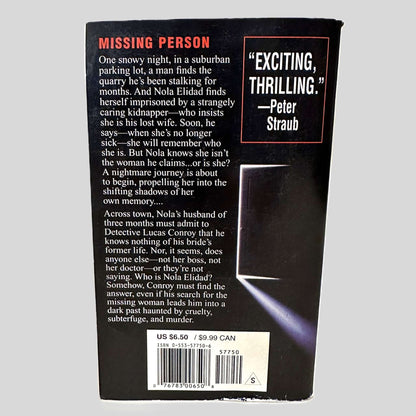 MISSING PERSON
One snowy night, in a suburban
parking lot, a man finds the
quarry he's been stalking for
months. And Nola Elidad finds
herself imprisoned by a strangely
caring kidnapper—who insists
she is his lost wife. Soon, he
says—when she's no longer
sick—she will remember who
she is. But Nola knows she isn't
the woman he claims...or is she?
A nightmare journey is about
to begin, propelling her into the
shifting shadows of her
own memory....
Across town, Nola's husband of
three months must admit to
Detective Lucas Conroy that he
knows nothing of his bride's
former life. Nor, it seems, does
anyone else—not her boss, not
her doctor—or they're not
saying. Who is Nola Elidad?
Somehow, Conroy must find the
answer, even if his search for the
missing woman leads him into a
dark past haunted by cruelty,
subterfuge, and murder.
"EXCITING,
THRILLING."
—Peter
Straub
US $6.50 / $9.99 CAN
ISBN 0-553-57750-6
57750
7 76783 00650 8
S